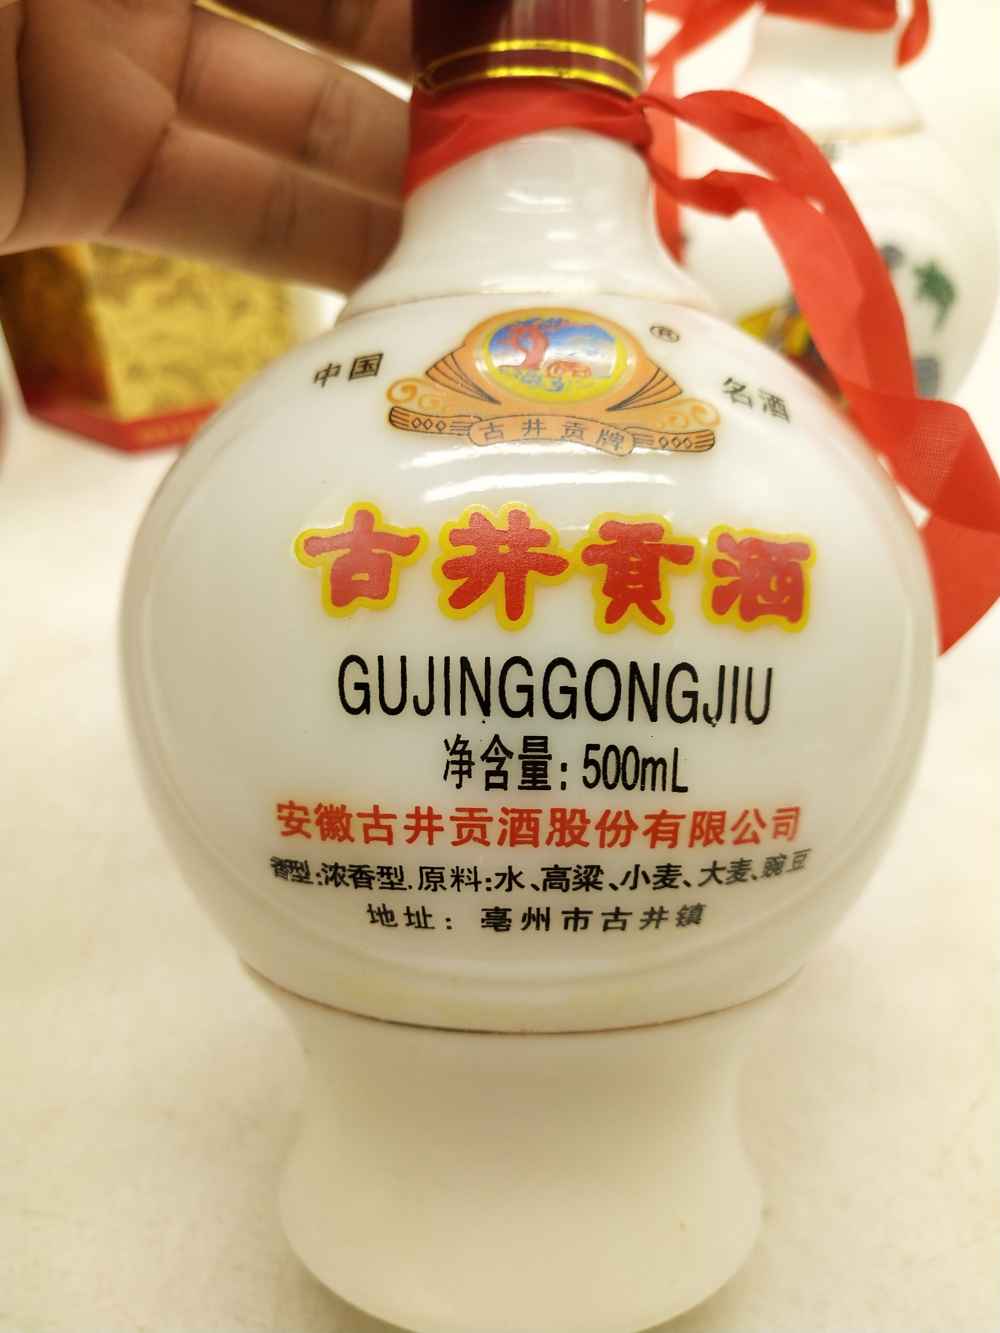 中国
名酒
®
古井贡牌
古井贡酒
GUJINGGONGJIU
净含量: 500mL
安徽古井贡酒股份有限公司
香型:浓香型.原料:水、高粱、小麦、大麦、豌豆
地址: 亳州市古井镇